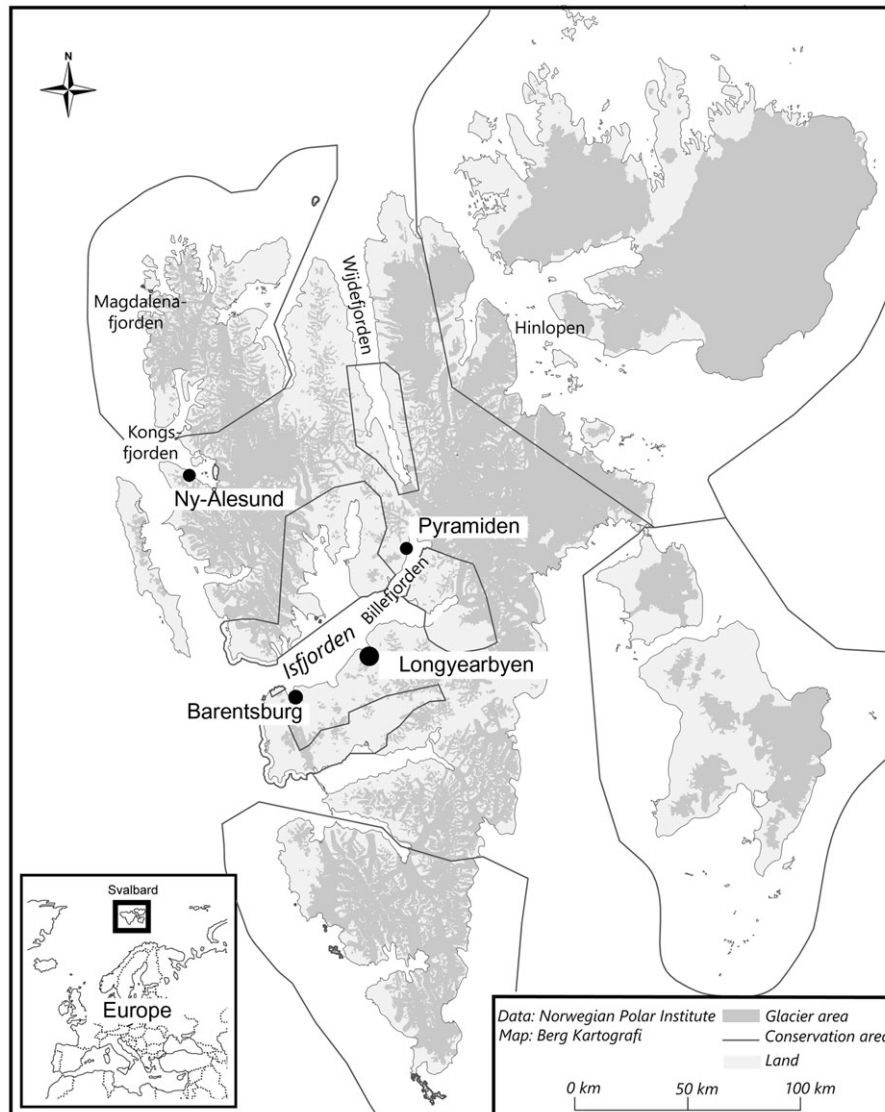 N
Magdalena-
fjorden
Wijdefjorden
Hinlopen
Kongs-
fjorden
Ny-Ålesund
Pyramiden
Billefjorden
Isfjorden
Longyearbyen
Barentsburg
Svalbard
Europe
Data: Norwegian Polar Institute
Map: Berg Kartografi
Glacier area
Conservation area
Land
0 km 50 km 100 km